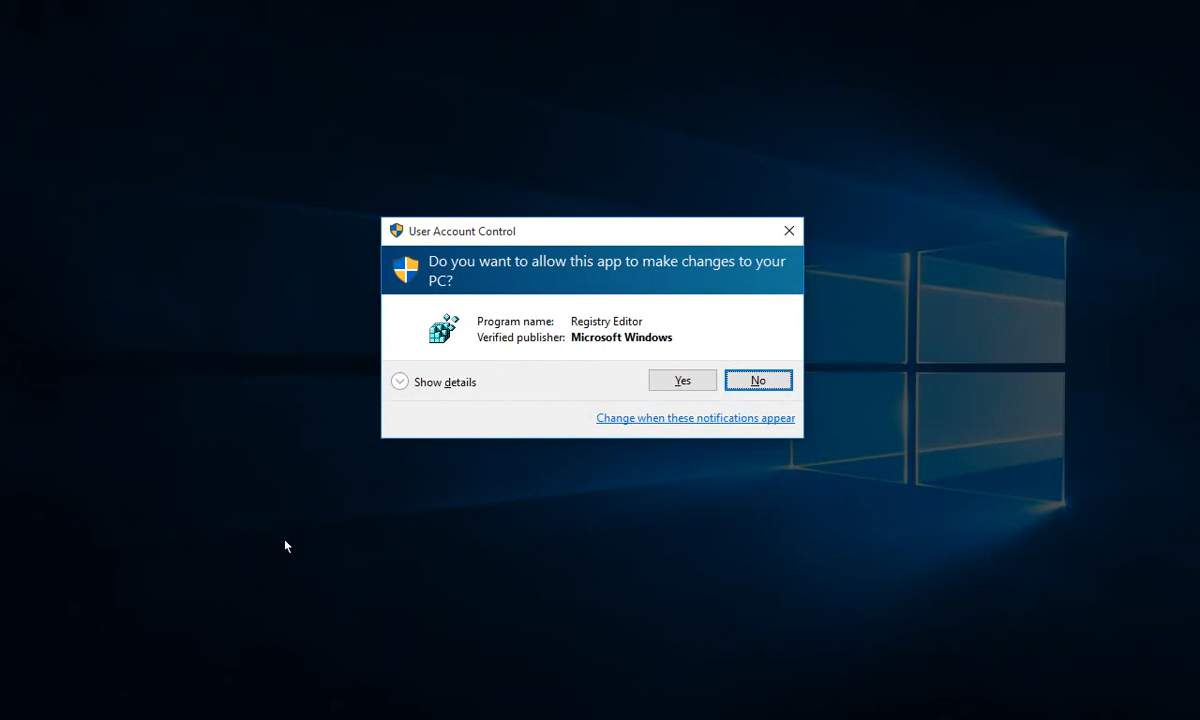 User Account Control
Do you want to allow this app to make changes to your
PC?
Program name: Registry Editor
Verified publisher: Microsoft Windows
Show details
Yes
No
Change when these notifications appear